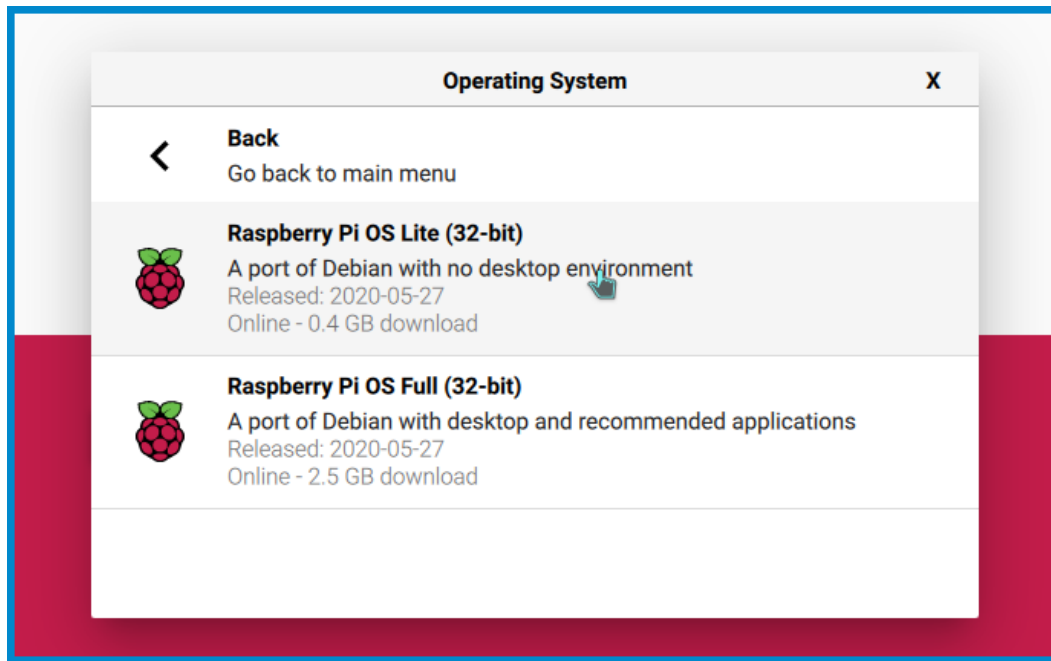 Operating System X
Back
Go back to main menu
Raspberry Pi OS Lite (32-bit)
A port of Debian with no desktop environment
Released: 2020-05-27
Online - 0.4 GB download
Raspberry Pi OS Full (32-bit)
A port of Debian with desktop and recommended applications
Released: 2020-05-27
Online - 2.5 GB download